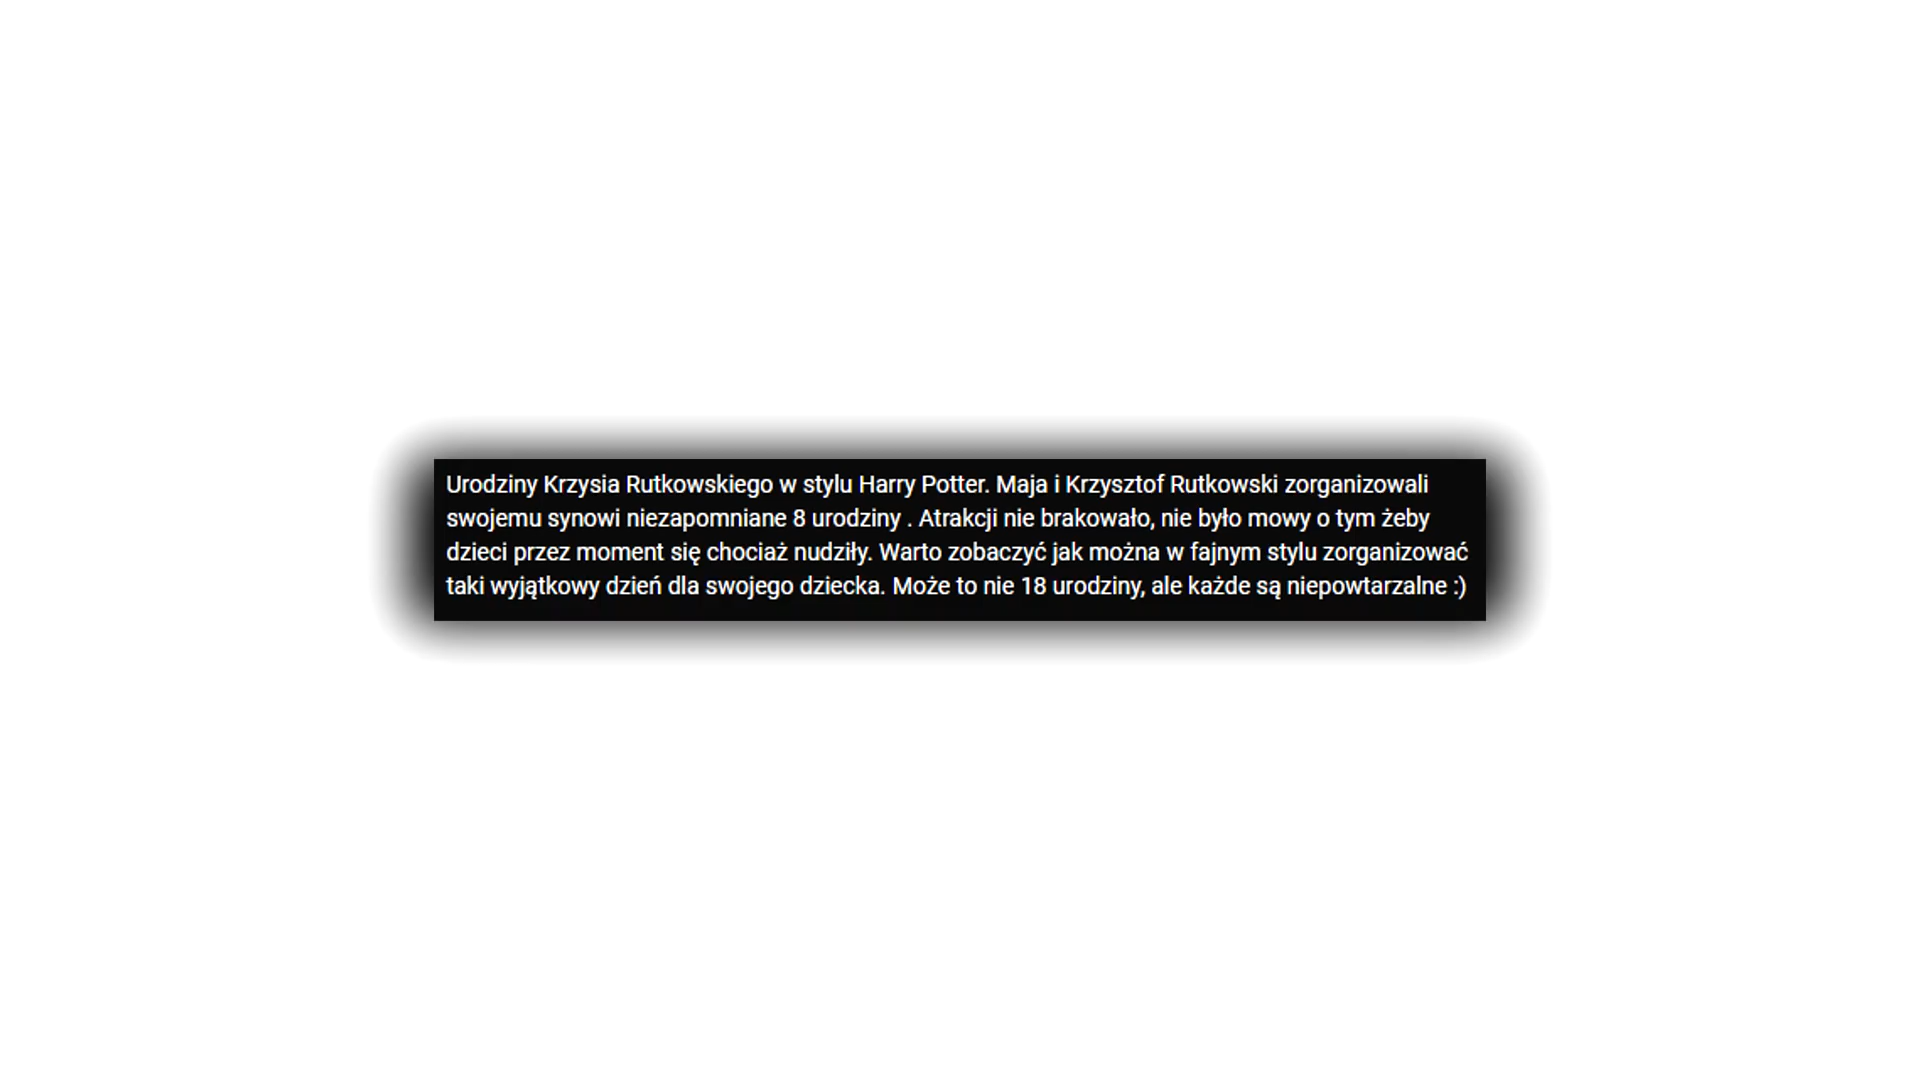 Urodziny Krzysia Rutkowskiego w stylu Harry Potter. Maja i Krzysztof Rutkowski zorganizowali
swojemu synowi niezapomniane 8 urodziny . Atrakcji nie brakowało, nie było mowy o tym żeby
dzieci przez moment się chociaż nudziły. Warto zobaczyć jak można w fajnym stylu zorganizować
taki wyjątkowy dzień dla swojego dziecka. Może to nie 18 urodziny, ale każde są niepowtarzalne :)